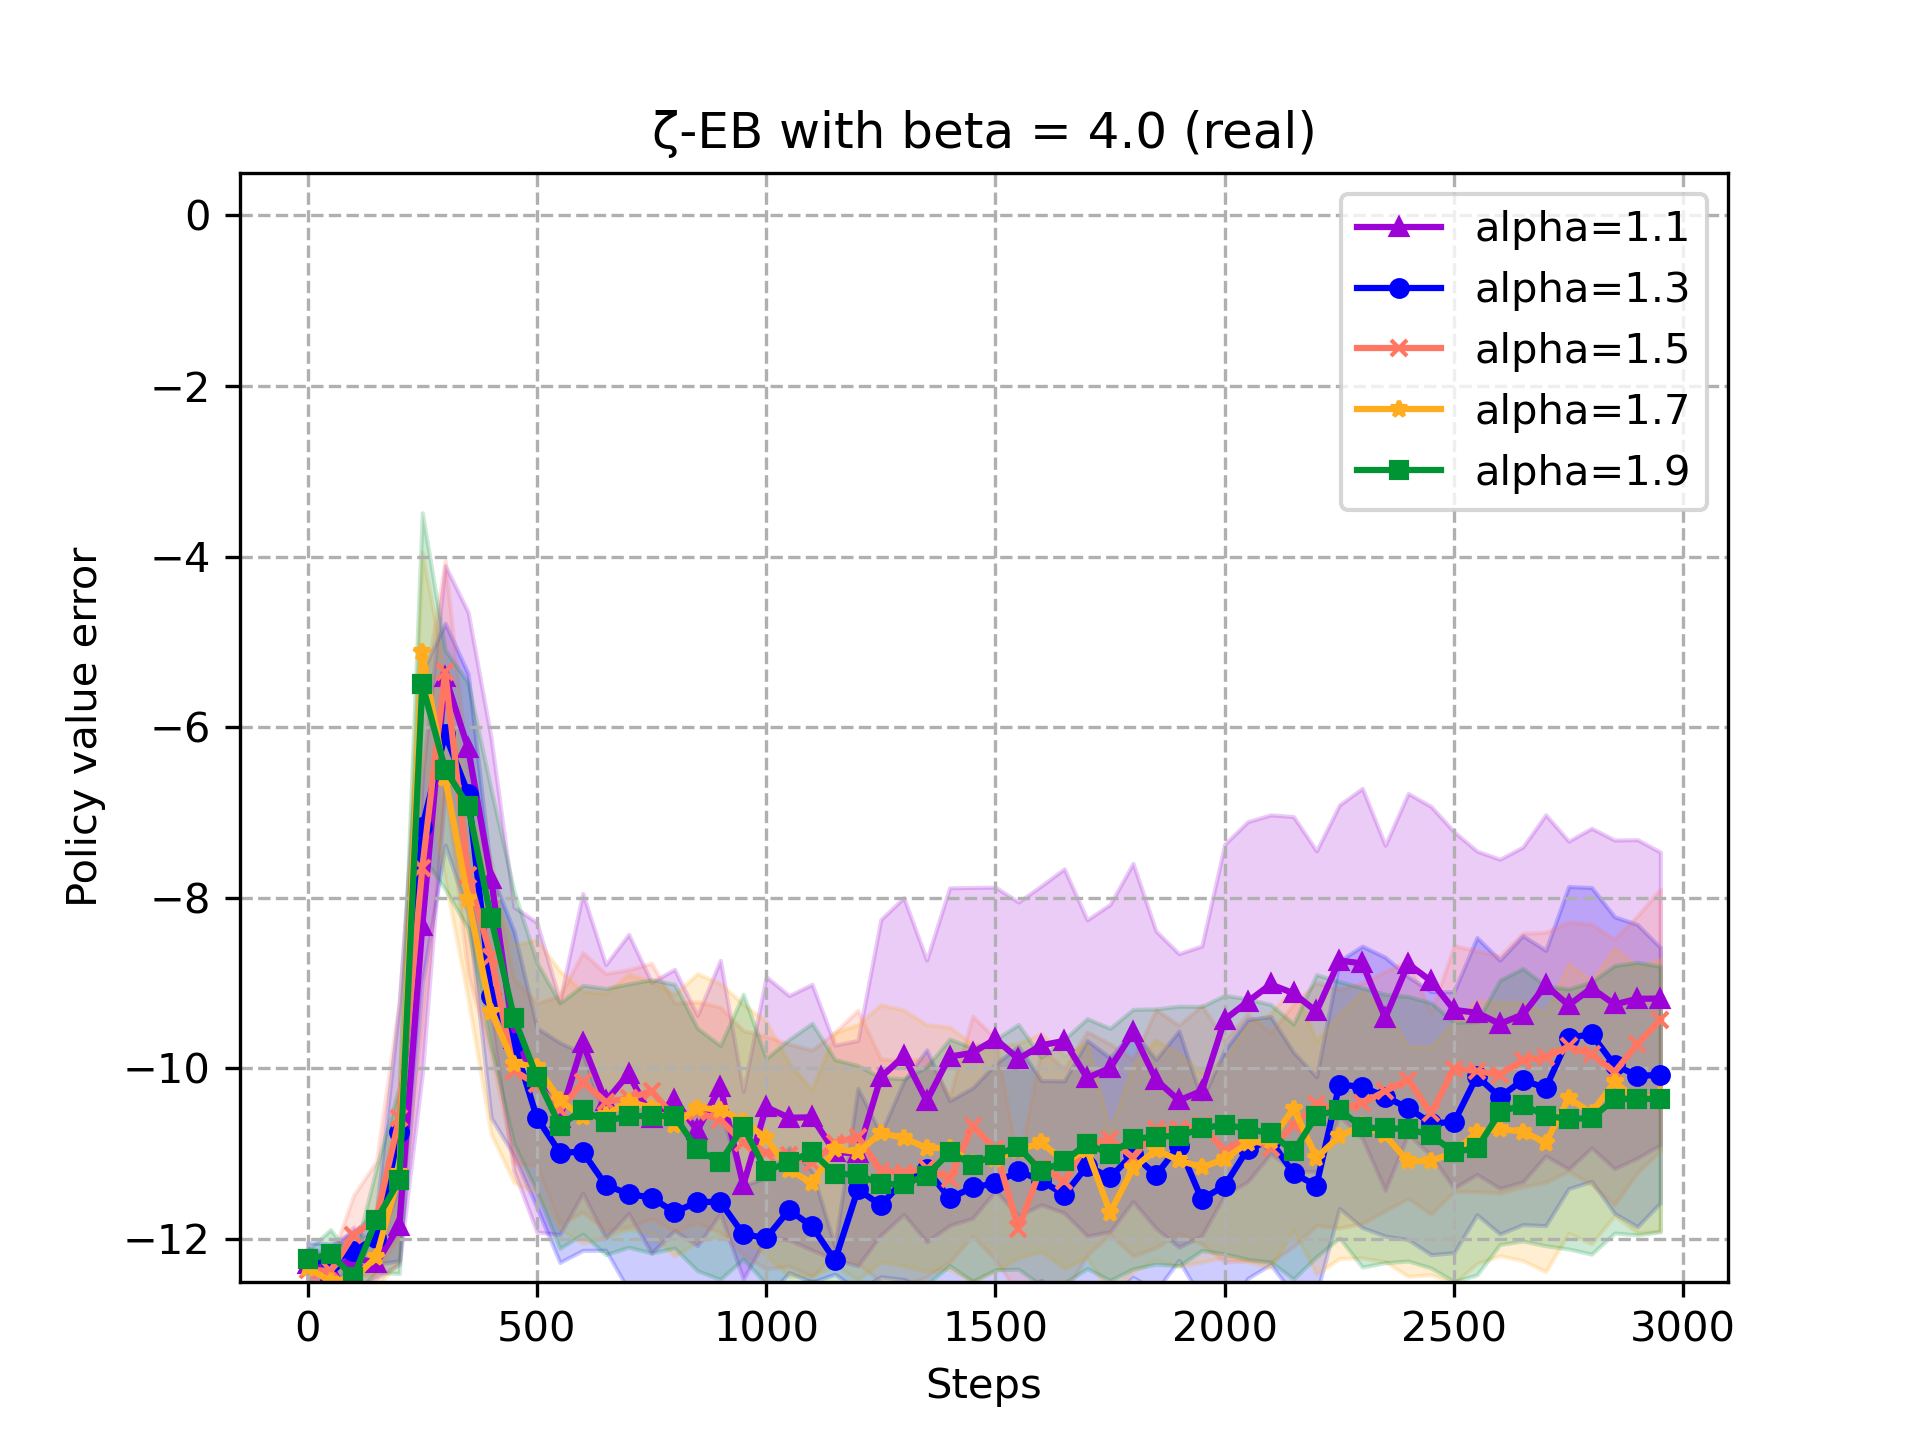 ζ-EB with beta = 4.0 (real)
0
−2
−4
−6
−8
−10
−12
Policy value error
alpha=1.1
alpha=1.3
alpha=1.5
alpha=1.7
alpha=1.9
0 500 1000 1500 2000 2500 3000
Steps